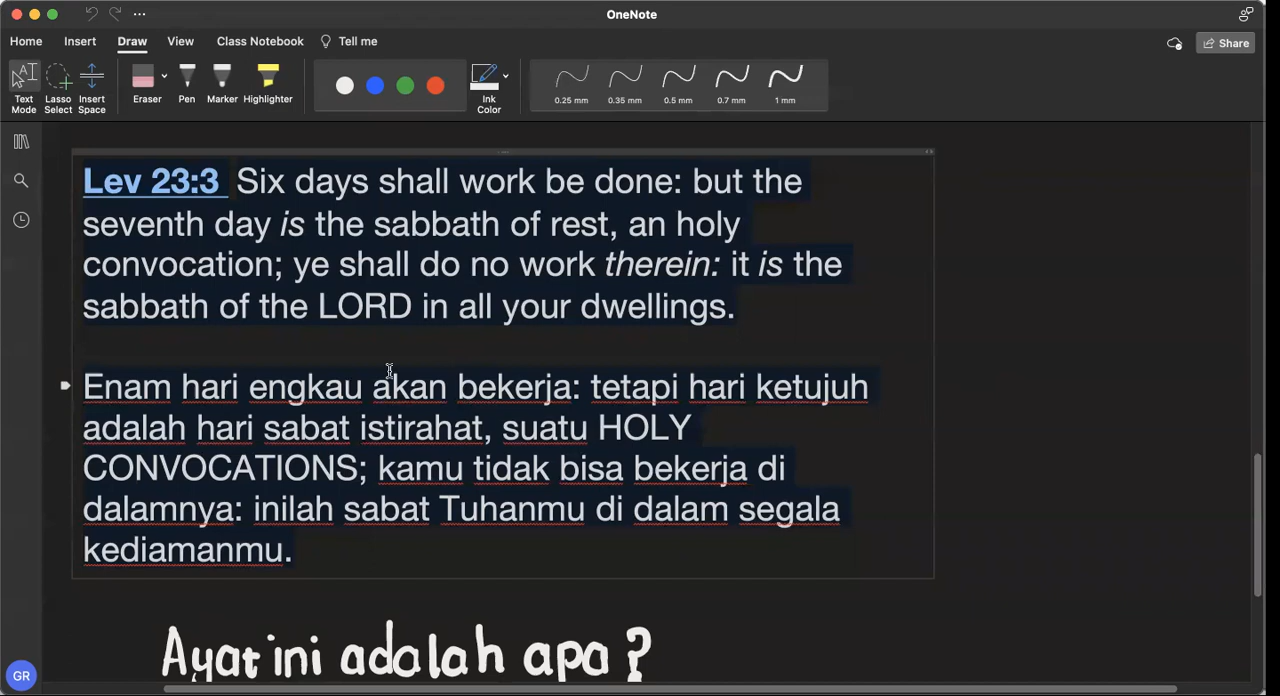 OneNote
Home Insert Draw View Class Notebook Tell me
Share
Text Mode
Lasso Select
Insert Space
Eraser
Pen
Marker
Highlighter
Ink Color
0.25 mm 0.35 mm 0.5 mm 0.7 mm 1 mm
Lev 23:3 Six days shall work be done: but the
seventh day is the sabbath of rest, an holy
convocation; ye shall do no work therein: it is the
sabbath of the LORD in all your dwellings.
Enam hari engkau akan bekerja: tetapi hari ketujuh
adalah hari sabat istirahat, suatu HOLY
CONVOCATIONS; kamu tidak bisa bekerja di
dalamnya: inilah sabat Tuhanmu di dalam segala
kediamanmu.
Ayat ini adalah apa?
GR